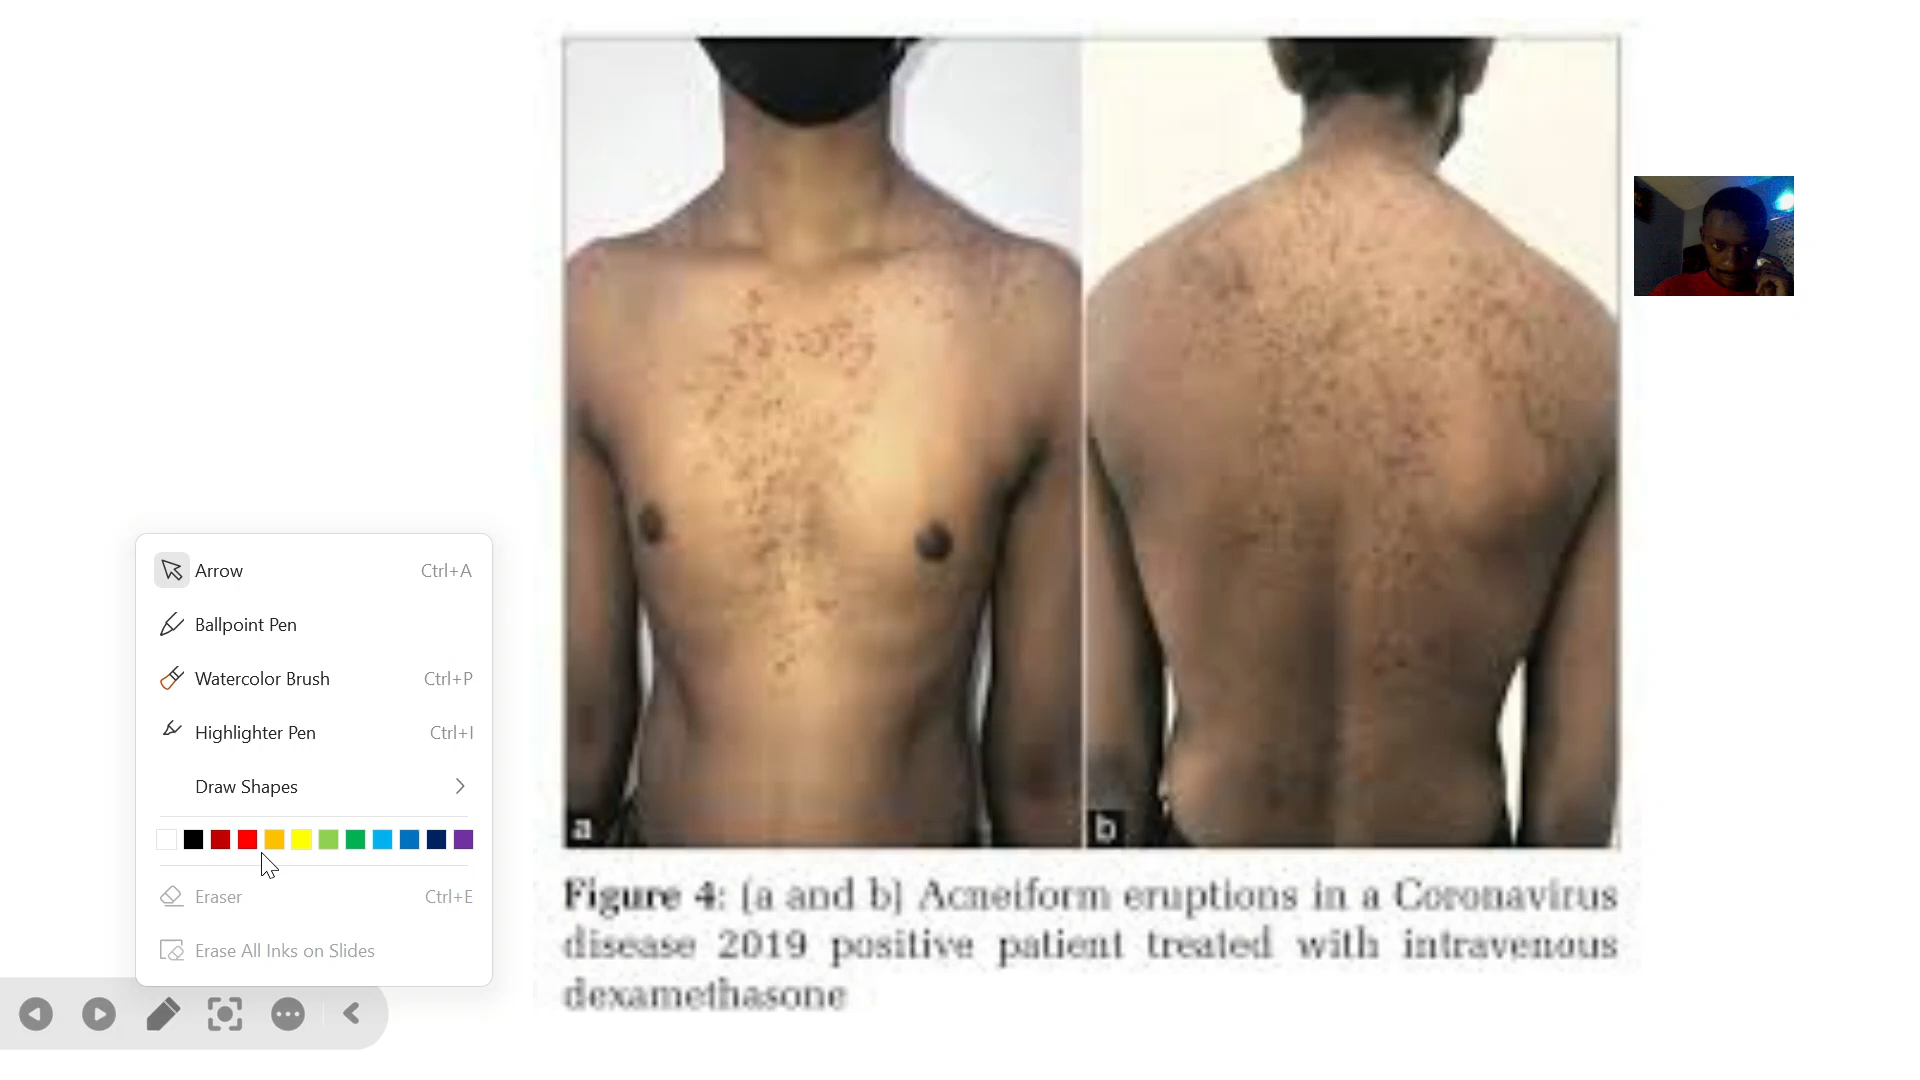 a
b
Figure 4: (a and b) Acneiform eruptions in a Coronavirus
disease 2019 positive patient treated with intravenous
dexamethasone
Arrow Ctrl+A
Ballpoint Pen
Watercolor Brush Ctrl+P
Highlighter Pen Ctrl+I
Draw Shapes
Eraser Ctrl+E
Erase All Inks on Slides